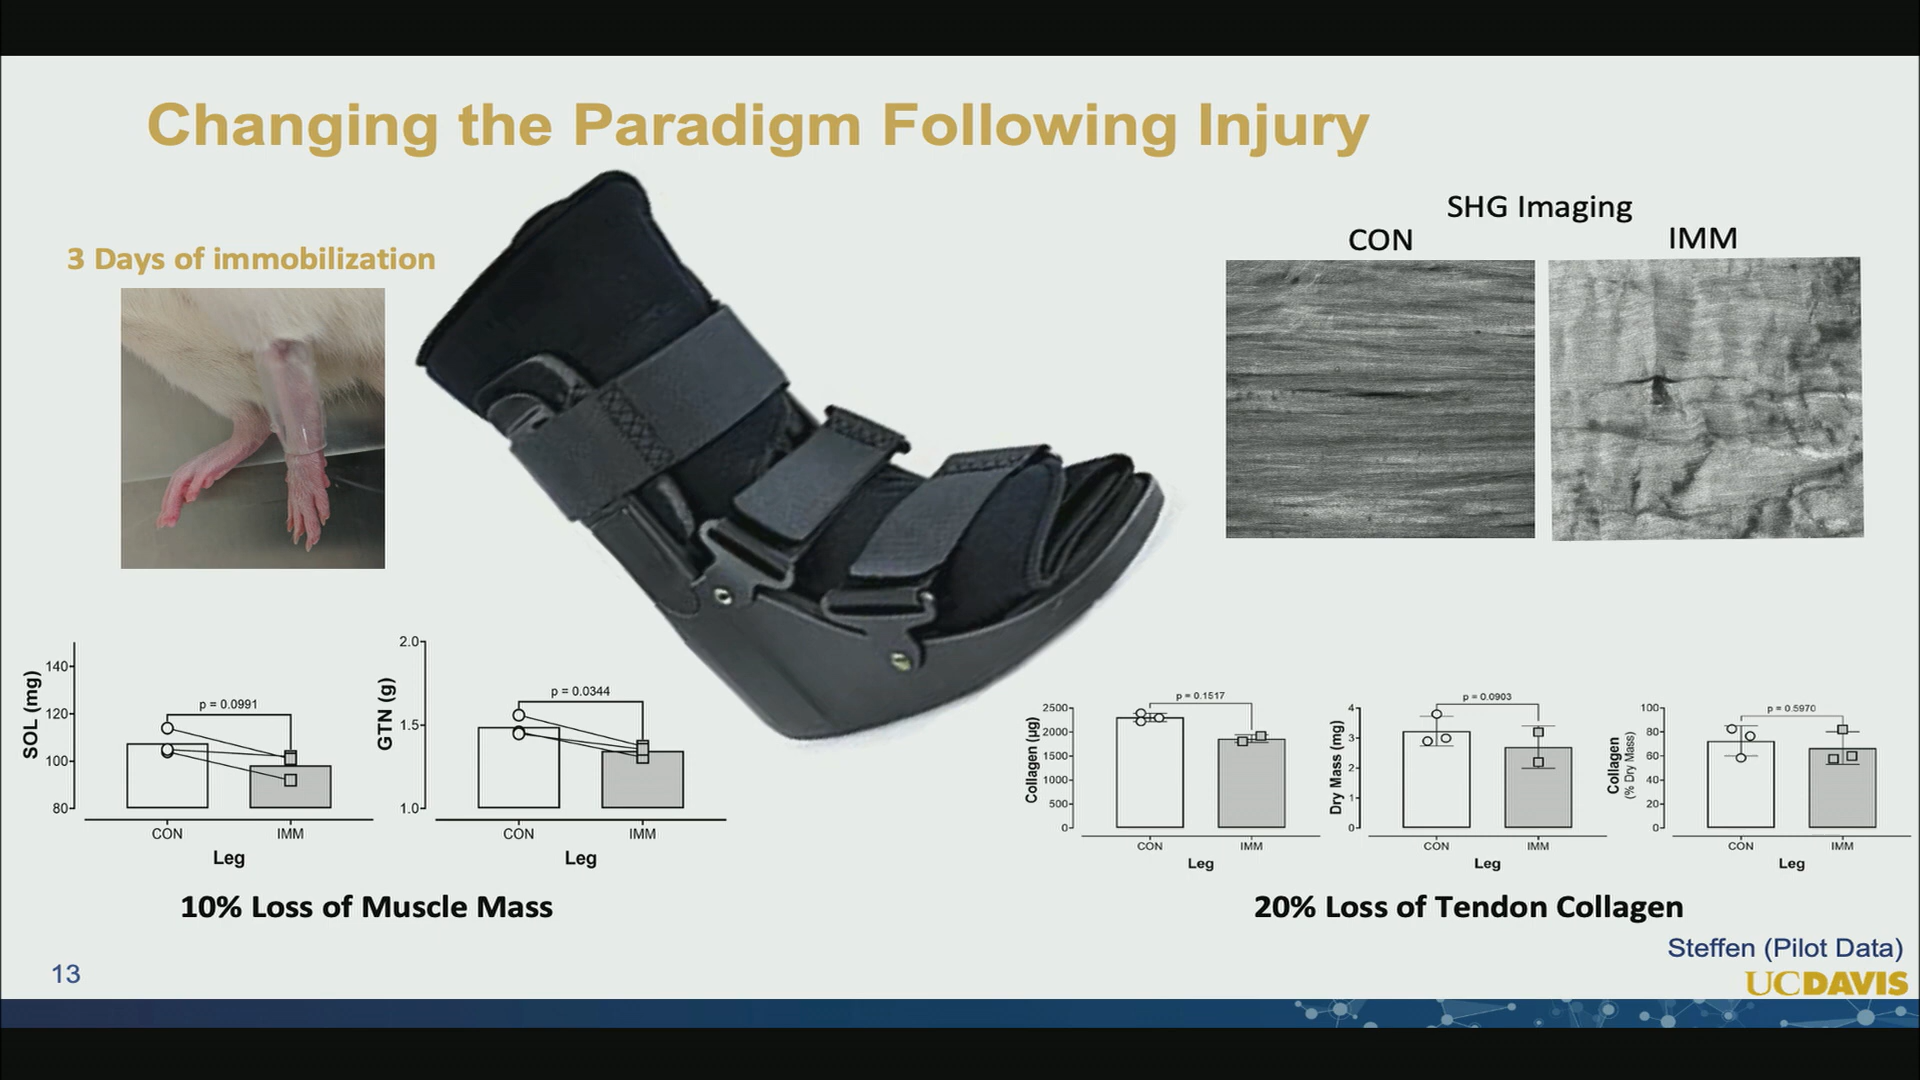 Changing the Paradigm Following Injury
3 Days of immobilization
SHG Imaging
CON
IMM
SOL (mg)
140
120
100
80
p = 0.0991
CON
IMM
Leg
GTN (g)
2.0
1.5
1.0
p = 0.0344
CON
IMM
Leg
10% Loss of Muscle Mass
Collagen (µg)
2500
2000
1500
1000
500
0
p = 0.1517
CON
IMM
Leg
Dry Mass (mg)
4
3
2
1
0
p = 0.0903
CON
IMM
Leg
Collagen
(% Dry Mass)
100
80
60
40
20
0
p = 0.5970
CON
IMM
Leg
20% Loss of Tendon Collagen
Steffen (Pilot Data)
13
UCDAVIS